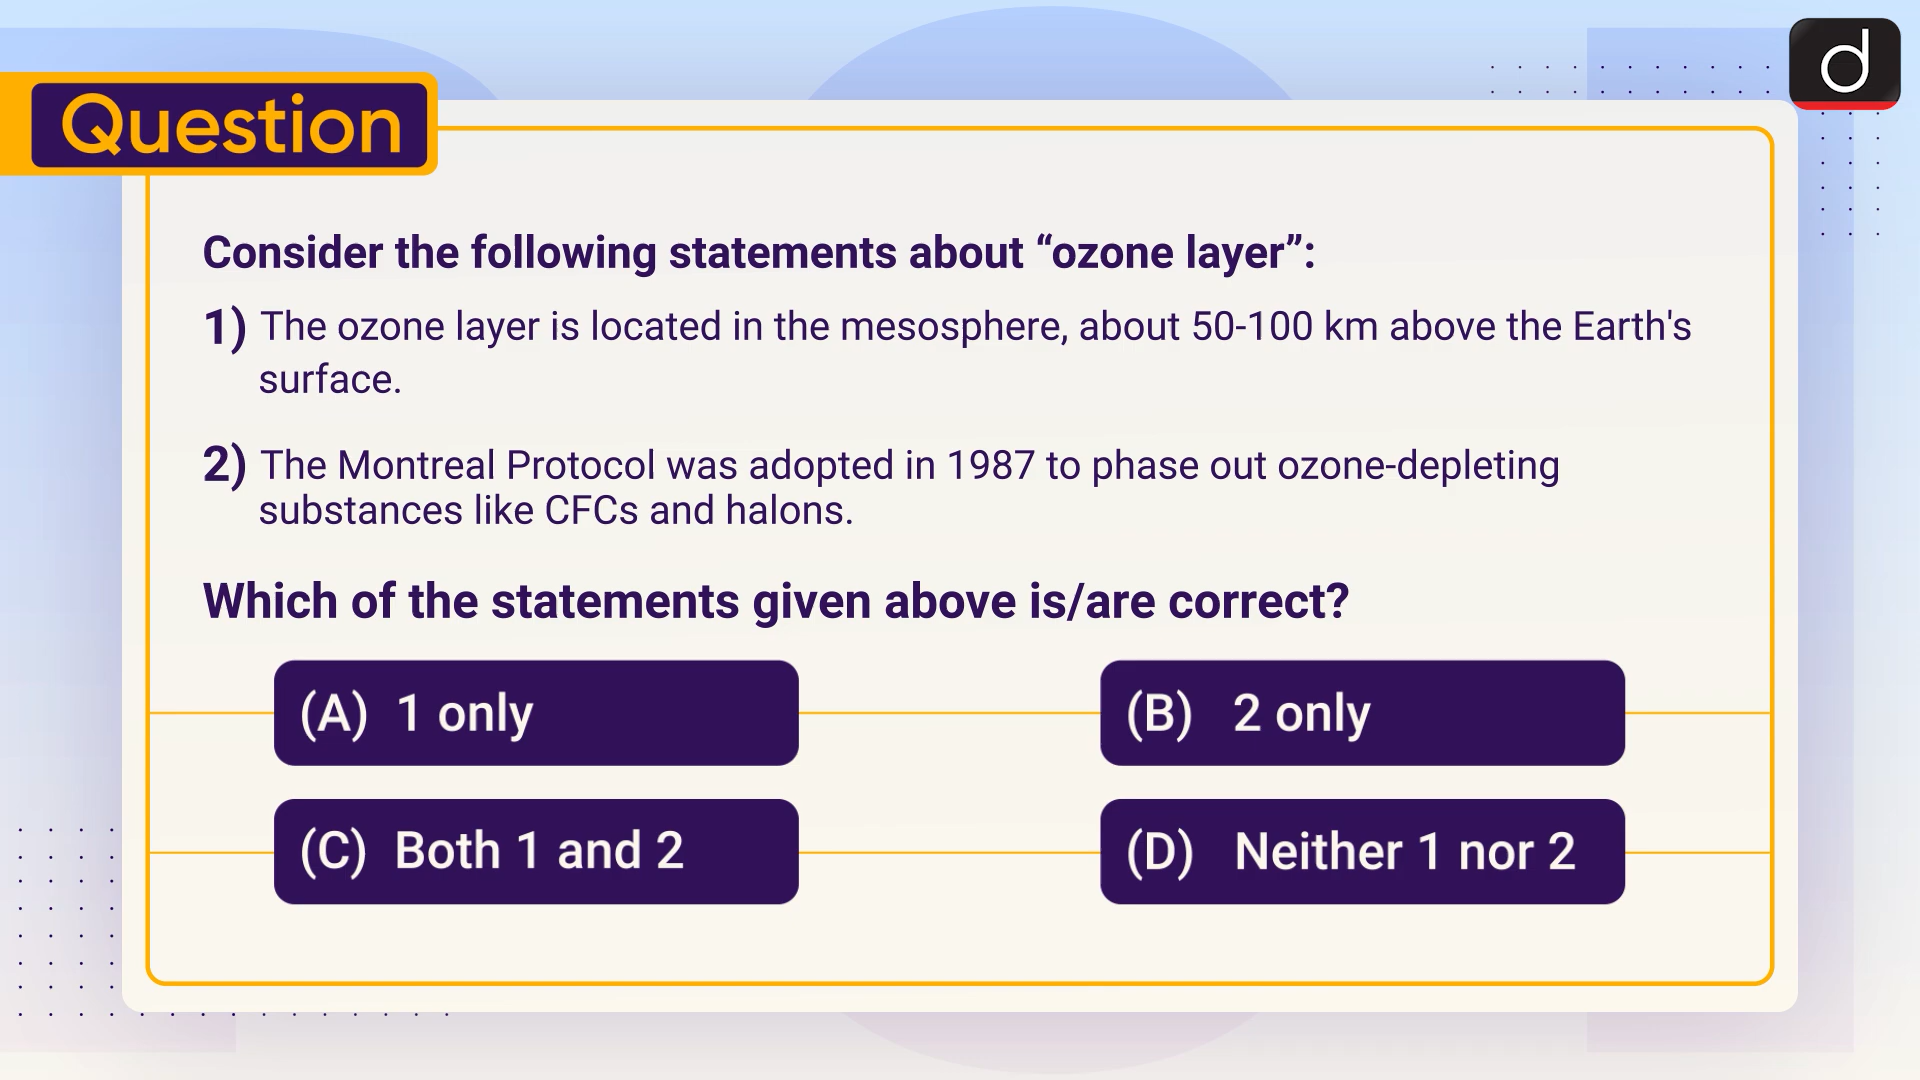 Question
Consider the following statements about “ozone layer”:
1) The ozone layer is located in the mesosphere, about 50-100 km above the Earth's
surface.
2) The Montreal Protocol was adopted in 1987 to phase out ozone-depleting
substances like CFCs and halons.
Which of the statements given above is/are correct?
(A) 1 only
(B) 2 only
(C) Both 1 and 2
(D) Neither 1 nor 2
d